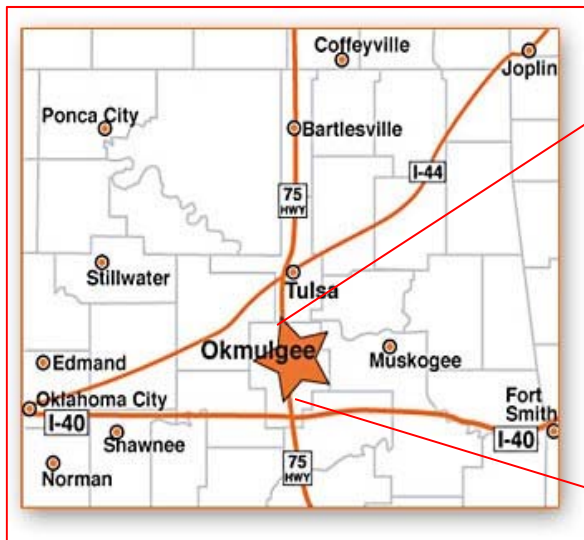 Coffeyville
Joplin
Ponca City
Bartlesville
I-44
75
HWY
Stillwater
Tulsa
Okmulgee
Muskogee
Edmand
Oklahoma City
Fort
Smith
I-40
I-40
Shawnee
75
HWY
Norman